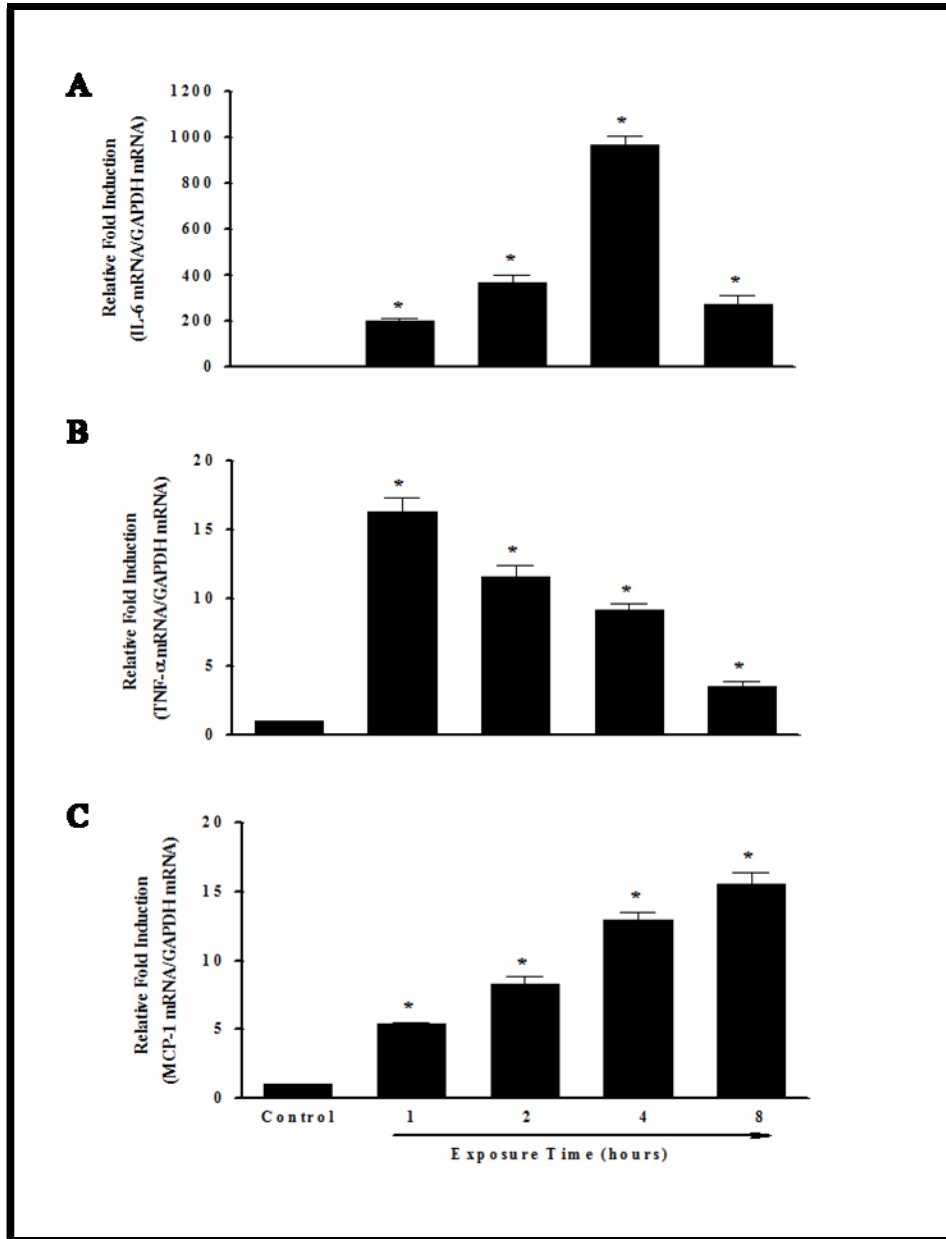 A
1200
1000
800
600
400
200
0
Relative Fold Induction
(IL-6 mRNA/GAPDH mRNA)
*
*
*
*
B
20
15
10
5
0
Relative Fold Induction
(TNF-α mRNA/GAPDH mRNA)
*
*
*
*
C
20
15
10
5
0
Relative Fold Induction
(MCP-1 mRNA/GAPDH mRNA)
*
*
*
*
Control 1 2 4 8
Exposure Time (hours)